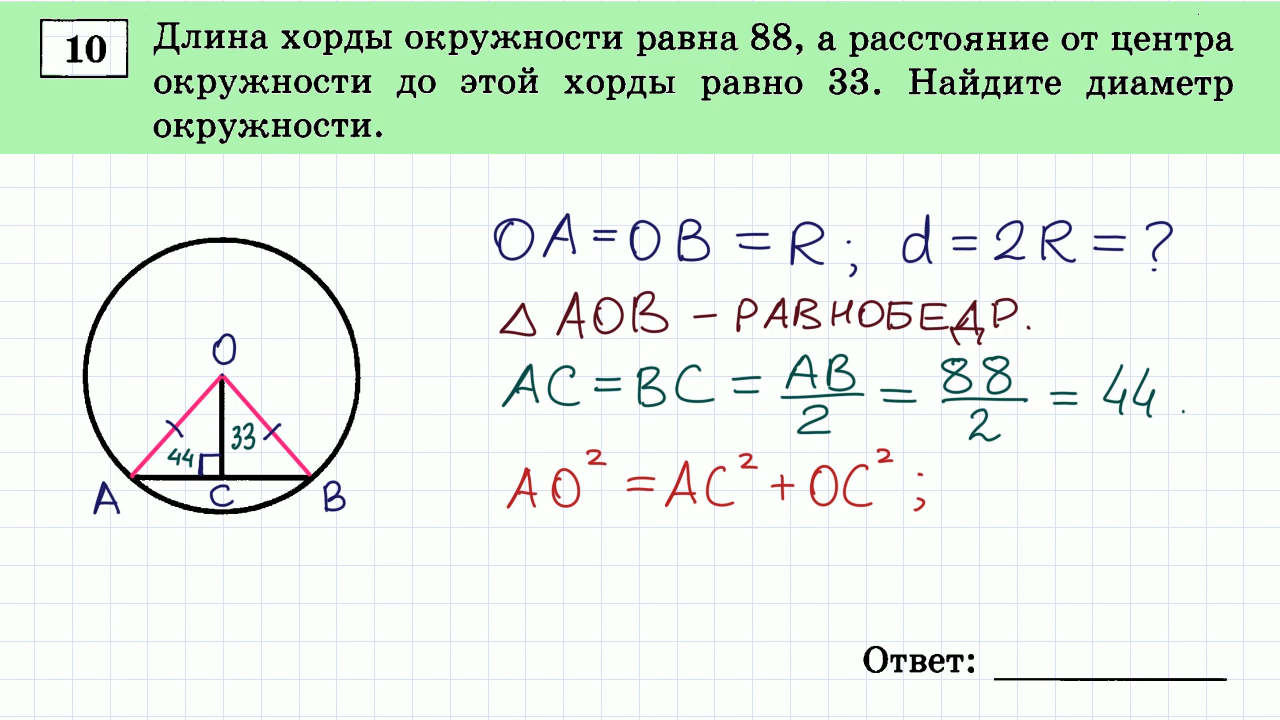 10
Длина хорды окружности равна 88, а расстояние от центра
окружности до этой хорды равно 33. Найдите диаметр
окружности.
OA = OB = R ; d = 2R = ?
△ AOB – РАВНОБЕДР.
AC = BC = AB/2 = 88/2 = 44 .
AO² = AC² + OC² ;
O
33
44
A
C
B
Ответ: